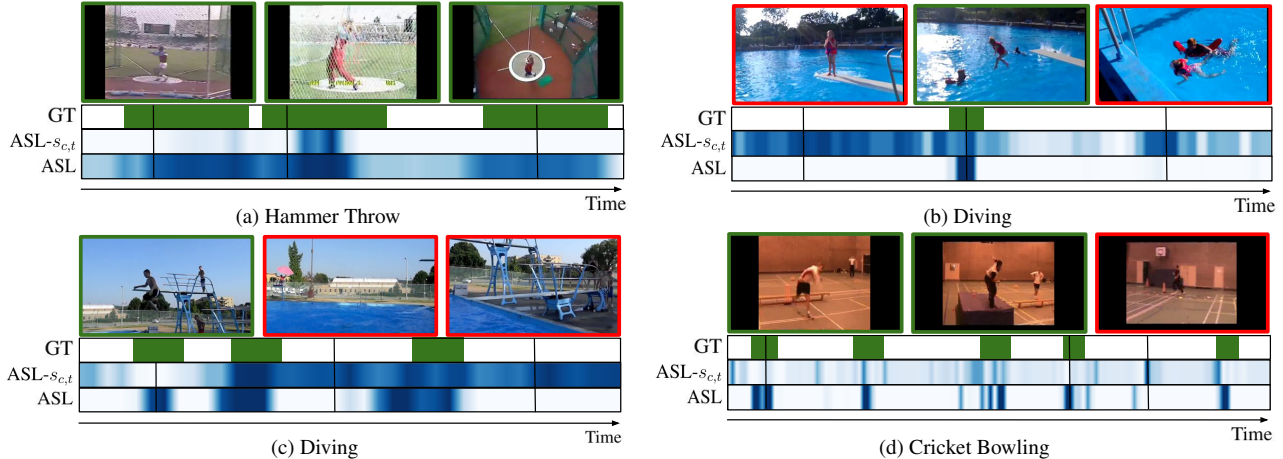 GT
ASL-s_{c,t}
ASL
Time
(a) Hammer Throw
GT
ASL-s_{c,t}
ASL
Time
(b) Diving
GT
ASL-s_{c,t}
ASL
Time
(c) Diving
GT
ASL-s_{c,t}
ASL
Time
(d) Cricket Bowling